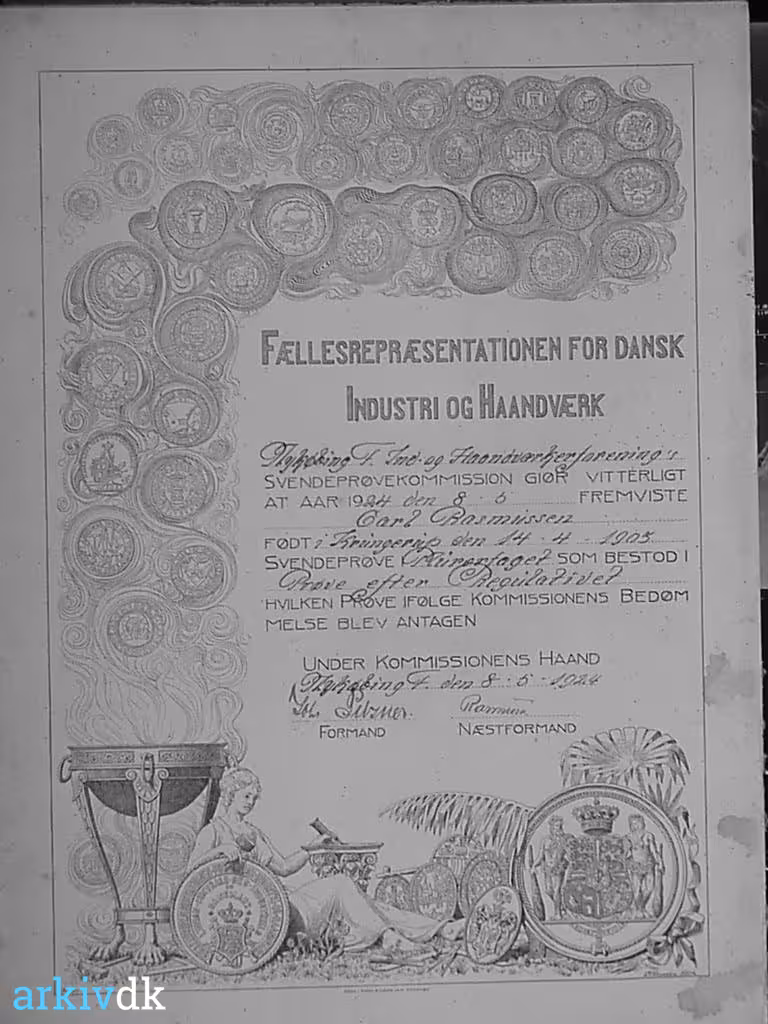 FÆLLESREPRÆSENTATIONEN FOR DANSK
INDUSTRI OG HAANDVÆRK
Nykøbing F. Ind- og Haandværkerforening's
SVENDEPRØVEKOMMISSION GIØR VITTERLIGT
AT AAR 1924 den 8 - 5 FREMVISTE
Carl Rasmussen
FØDT i Kringerup den 14 - 4 - 1905
SVENDEPRØVE SOM BESTOD I
Prøve efter Regulativet
HVILKEN PRØVE IFØLGE KOMMISSIONENS BEDØM
MELSE BLEV ANTAGEN
UNDER KOMMISSIONENS HAAND
Nykøbing F. den 8 - 5 - 1924
FORMAND NÆSTFORMAND
arkivdk